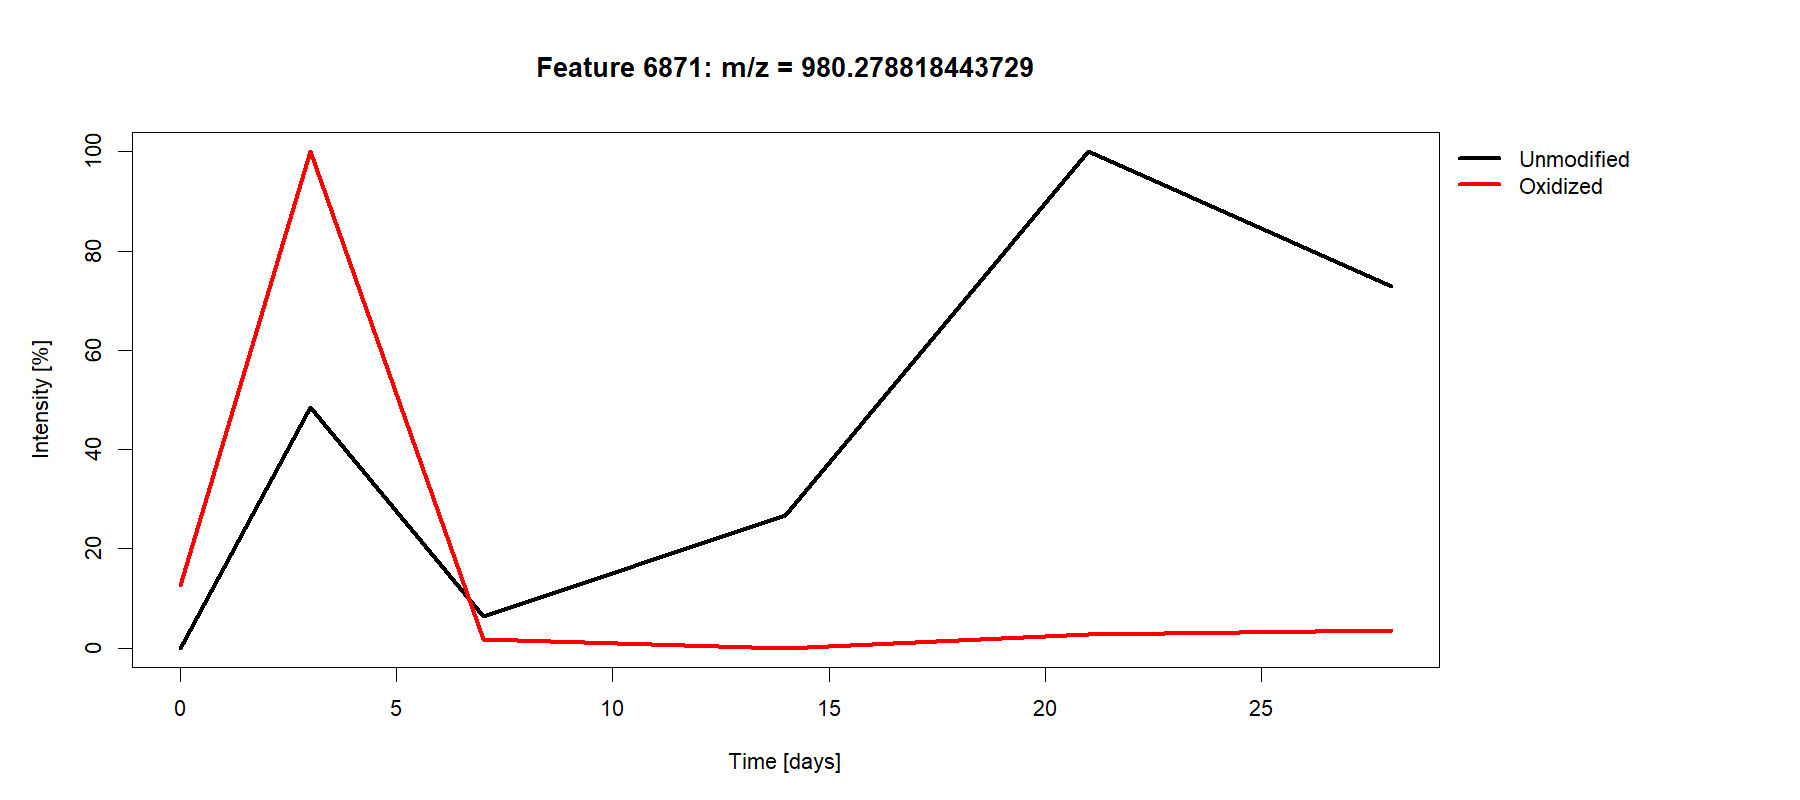 Feature 6871: m/z = 980.278818443729
Unmodified
Oxidized
Intensity [%]
100
80
60
40
20
0
0 5 10 15 20 25
Time [days]